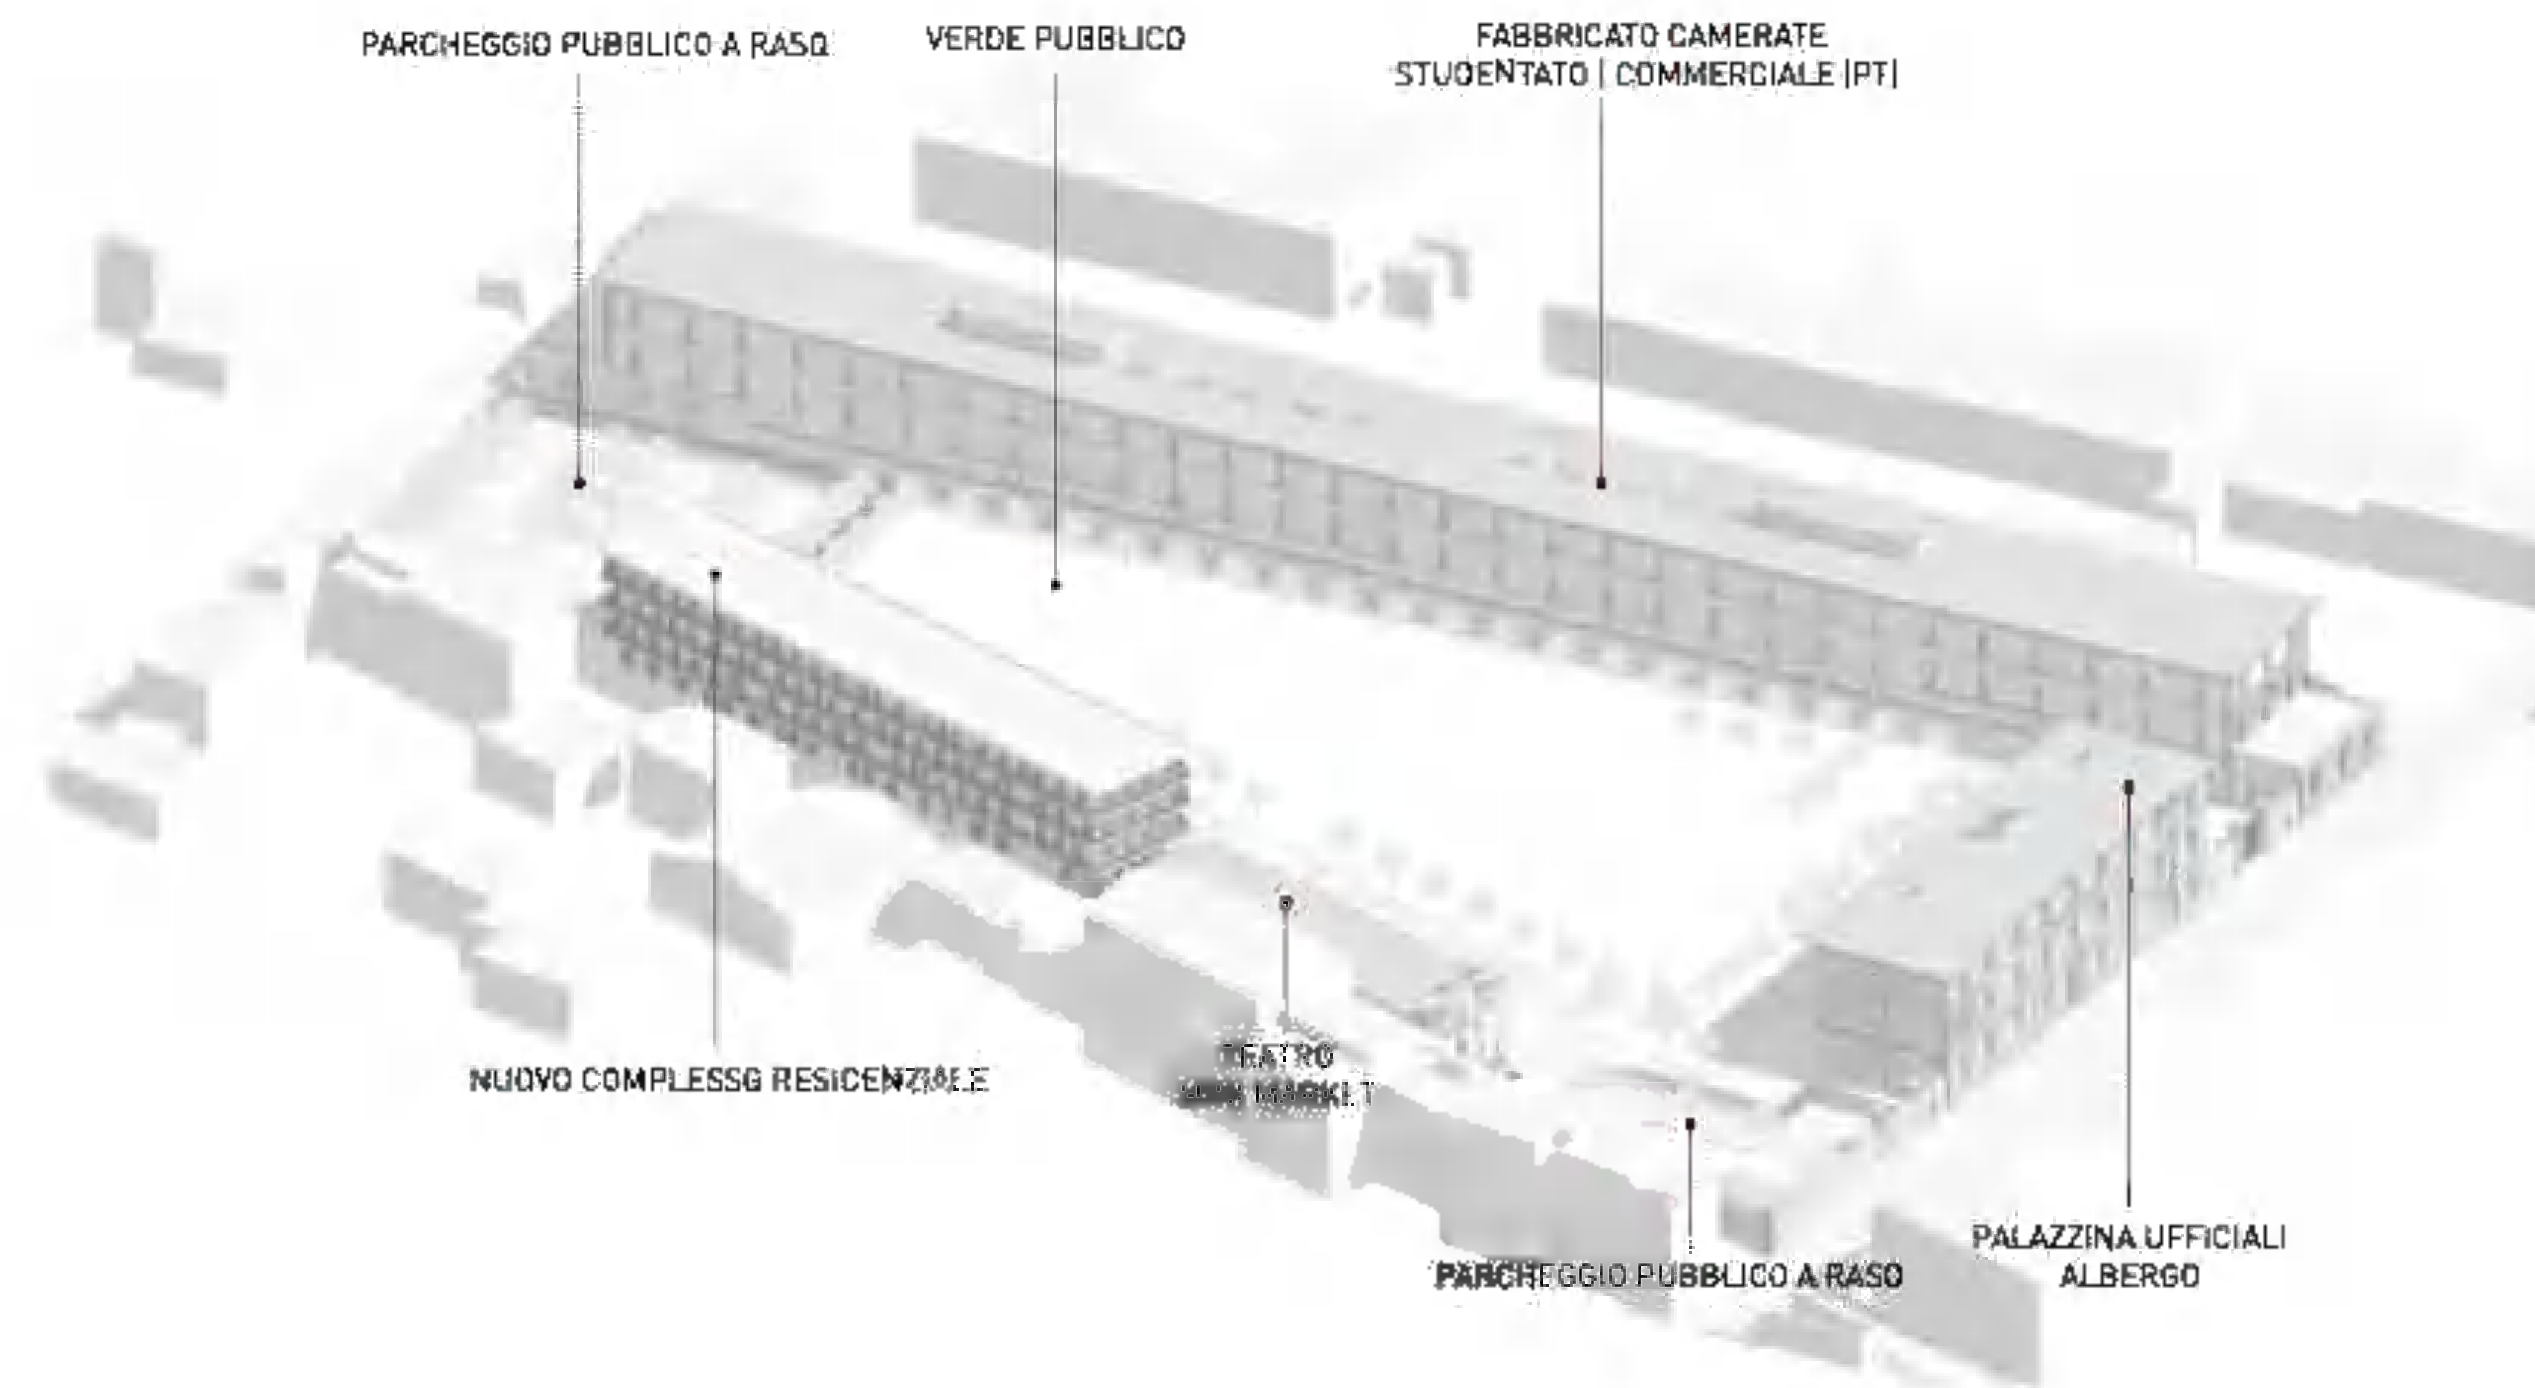 PARCHEGGIO PUBBLICO A RASO
VERDE PUBBLICO
FABBRICATO CAMERATE
STUDENTATO | COMMERCIALE |PT|
NUOVO COMPLESSO RESIDENZIALE
TEATRO
MARKET
PARCHEGGIO PUBBLICO A RASO
PALAZZINA UFFICIALI
ALBERGO